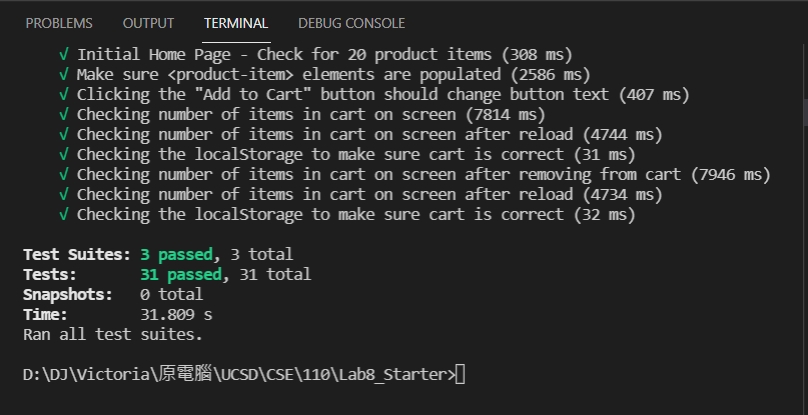 PROBLEMS OUTPUT TERMINAL DEBUG CONSOLE
√ Initial Home Page - Check for 20 product items (308 ms)
√ Make sure <product-item> elements are populated (2586 ms)
√ Clicking the "Add to Cart" button should change button text (407 ms)
√ Checking number of items in cart on screen (7814 ms)
√ Checking number of items in cart on screen after reload (4744 ms)
√ Checking the localStorage to make sure cart is correct (31 ms)
√ Checking number of items in cart on screen after removing from cart (7946 ms)
√ Checking number of items in cart on screen after reload (4734 ms)
√ Checking the localStorage to make sure cart is correct (32 ms)
Test Suites: 3 passed, 3 total
Tests: 31 passed, 31 total
Snapshots: 0 total
Time: 31.809 s
Ran all test suites.
D:\DJ\Victoria\原電腦\UCSD\CSE\110\Lab8_Starter>